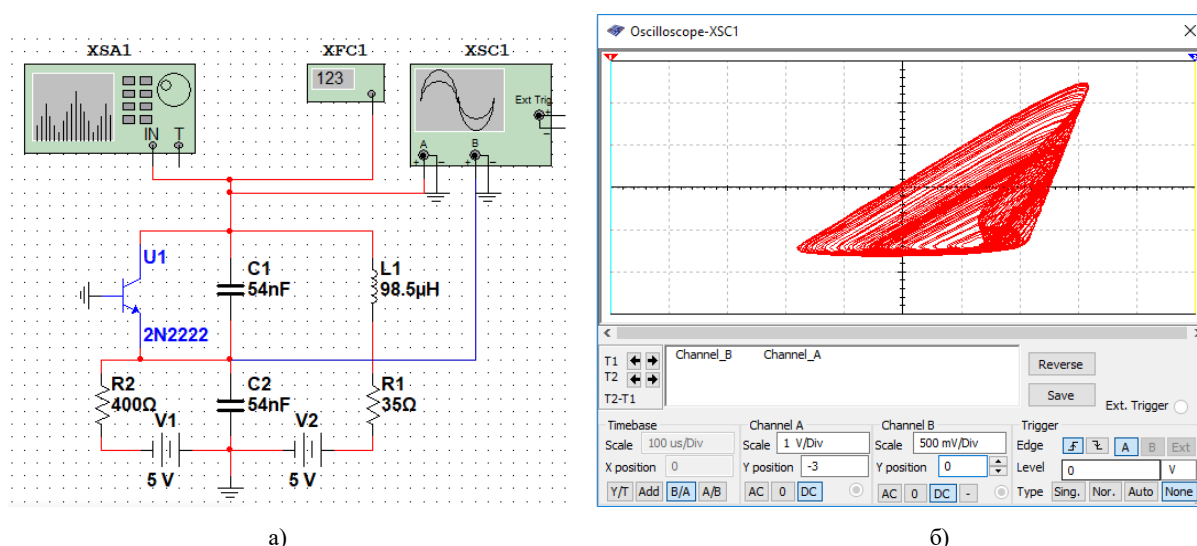 XSA1
XFC1
XSC1
123
Ext Trig
IN T
A
B
U1
2N2222
C1
54nF
L1
98.5µH
R2
400Ω
C2
54nF
R1
35Ω
V1
5 V
V2
5 V
а)
Oscilloscope-XSC1
T1
T2
T2-T1
Channel_B Channel_A
Reverse
Save
Ext. Trigger
Timebase
Scale 100 us/Div
X position 0
Y/T Add B/A A/B
Channel A
Scale 1 V/Div
Y position -3
AC 0 DC
Channel B
Scale 500 mV/Div
Y position 0
AC 0 DC -
Trigger
Edge A B Ext
Level 0 V
Type Sing. Nor. Auto None
б)